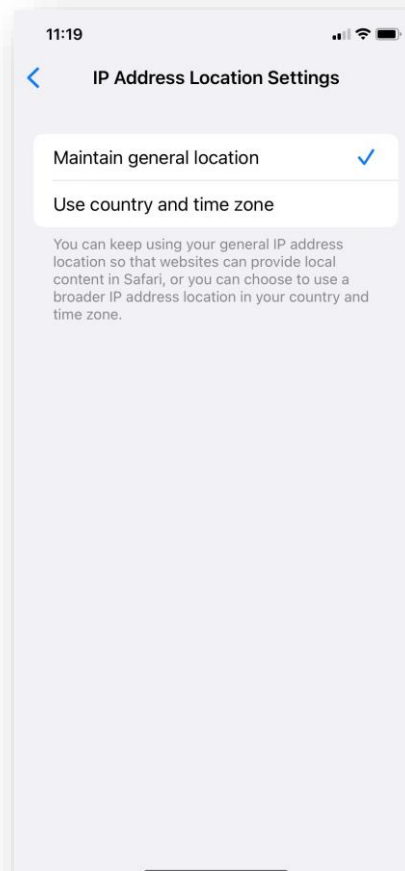 11:19
IP Address Location Settings
Maintain general location
Use country and time zone
You can keep using your general IP address
location so that websites can provide local
content in Safari, or you can choose to use a
broader IP address location in your country and
time zone.